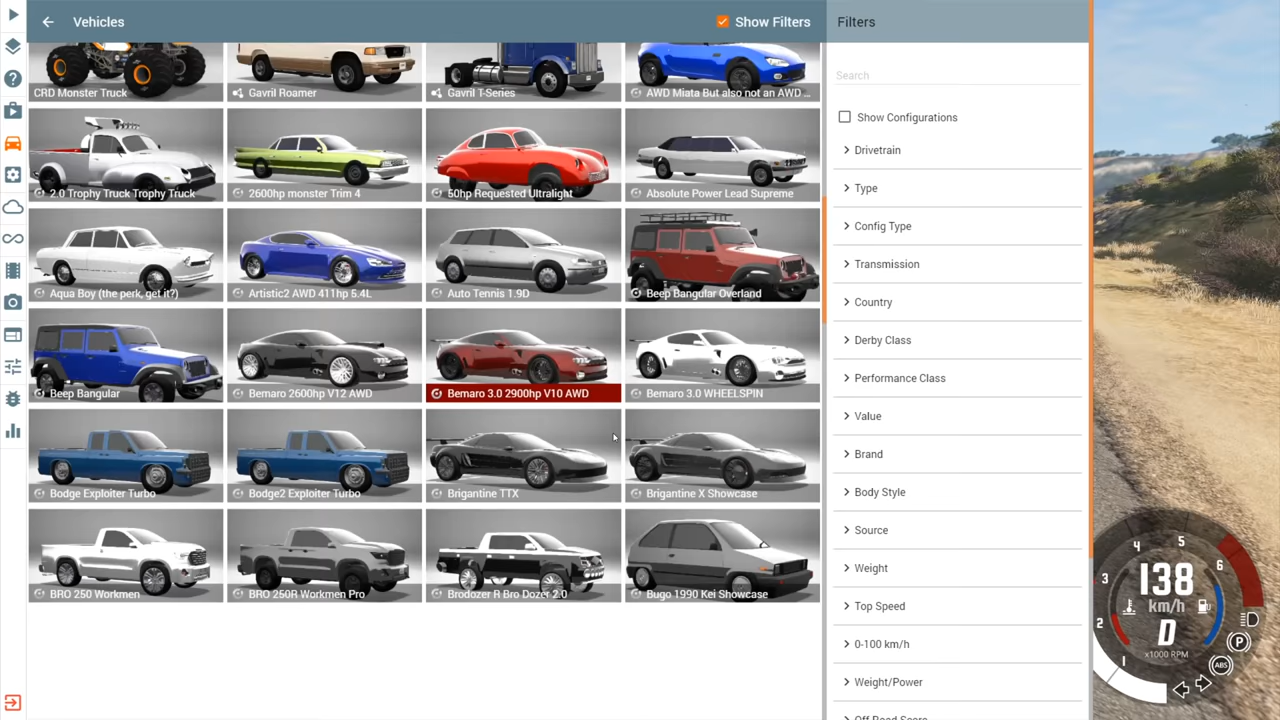 Vehicles
Show Filters
Filters
CRD Monster Truck
Gavril Roamer
Gavril T-Series
AWD Miata But also not an AWD ...
2.0 Trophy Truck Trophy Truck
2600hp monster Trim 4
50hp Requested Ultralight
Absolute Power Lead Supreme
Aqua Boy (the perk, get it?)
Artistic2 AWD 411hp 5.4L
Auto Tennis 1.9D
Beep Bangular Overland
Beep Bangular
Bemaro 2600hp V12 AWD
Bemaro 3.0 2900hp V10 AWD
Bemaro 3.0 WHEELSPIN
Bodge Exploiter Turbo
Bodge2 Exploiter Turbo
Brigantine TTX
Brigantine X Showcase
BRO 250 Workmen
BRO 250R Workmen Pro
Brodozer R Bro Dozer 2.0
Bugo 1990 Kei Showcase
Search
Show Configurations
Drivetrain
Type
Config Type
Transmission
Country
Derby Class
Performance Class
Value
Brand
Body Style
Source
Weight
Top Speed
0-100 km/h
Weight/Power
Off-Road Score
1
2
3
4
5
6
138
km/h
D
x1000 RPM
P
ABS